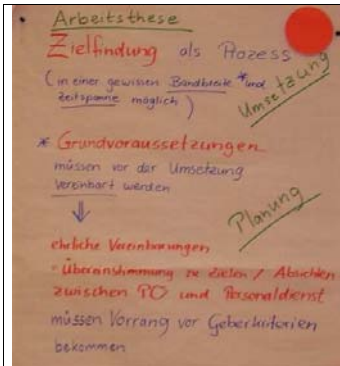 Arbeitsthese
Zielfindung als Prozess
(in einer gewissen Bandbreite * und
Zeitspanne möglich)
Umsetzung
* Grundvoraussetzungen
müssen vor der Umsetzung
vereinbart werden
Planung
ehrliche Vereinbarungen
- Übereinstimmung in Zielen / Absichten
zwischen PO und Personaldienst
müssen Vorrang vor Geberkriterien
bekommen